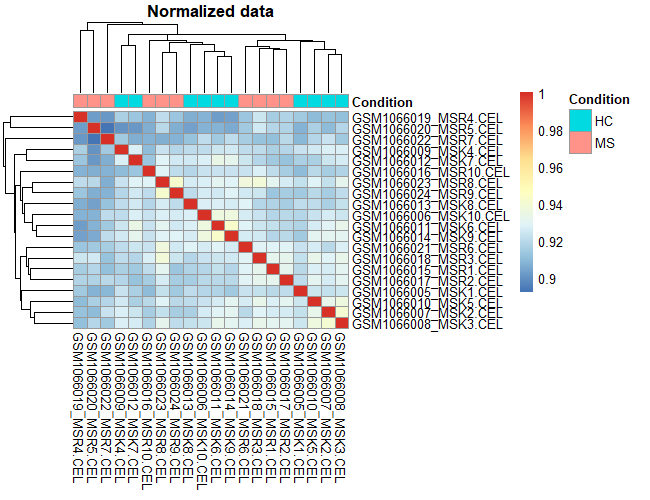 Normalized data
Condition
GSM1066019_MSR4.CEL
GSM1066020_MSR5.CEL
GSM1066022_MSR7.CEL
GSM1066009_MSK4.CEL
GSM1066012_MSK7.CEL
GSM1066016_MSR10.CEL
GSM1066023_MSR8.CEL
GSM1066024_MSR9.CEL
GSM1066013_MSK8.CEL
GSM1066006_MSK10.CEL
GSM1066011_MSK6.CEL
GSM1066014_MSK9.CEL
GSM1066021_MSR6.CEL
GSM1066018_MSR3.CEL
GSM1066015_MSR1.CEL
GSM1066017_MSR2.CEL
GSM1066005_MSK1.CEL
GSM1066010_MSK5.CEL
GSM1066007_MSK2.CEL
GSM1066008_MSK3.CEL
GSM1066019_MSR4.CEL
GSM1066020_MSR5.CEL
GSM1066022_MSR7.CEL
GSM1066009_MSK4.CEL
GSM1066012_MSK7.CEL
GSM1066016_MSR10.CEL
GSM1066023_MSR8.CEL
GSM1066024_MSR9.CEL
GSM1066013_MSK8.CEL
GSM1066006_MSK10.CEL
GSM1066011_MSK6.CEL
GSM1066014_MSK9.CEL
GSM1066021_MSR6.CEL
GSM1066018_MSR3.CEL
GSM1066015_MSR1.CEL
GSM1066017_MSR2.CEL
GSM1066005_MSK1.CEL
GSM1066010_MSK5.CEL
GSM1066007_MSK2.CEL
GSM1066008_MSK3.CEL
1
0.98
0.96
0.94
0.92
0.9
Condition
HC
MS